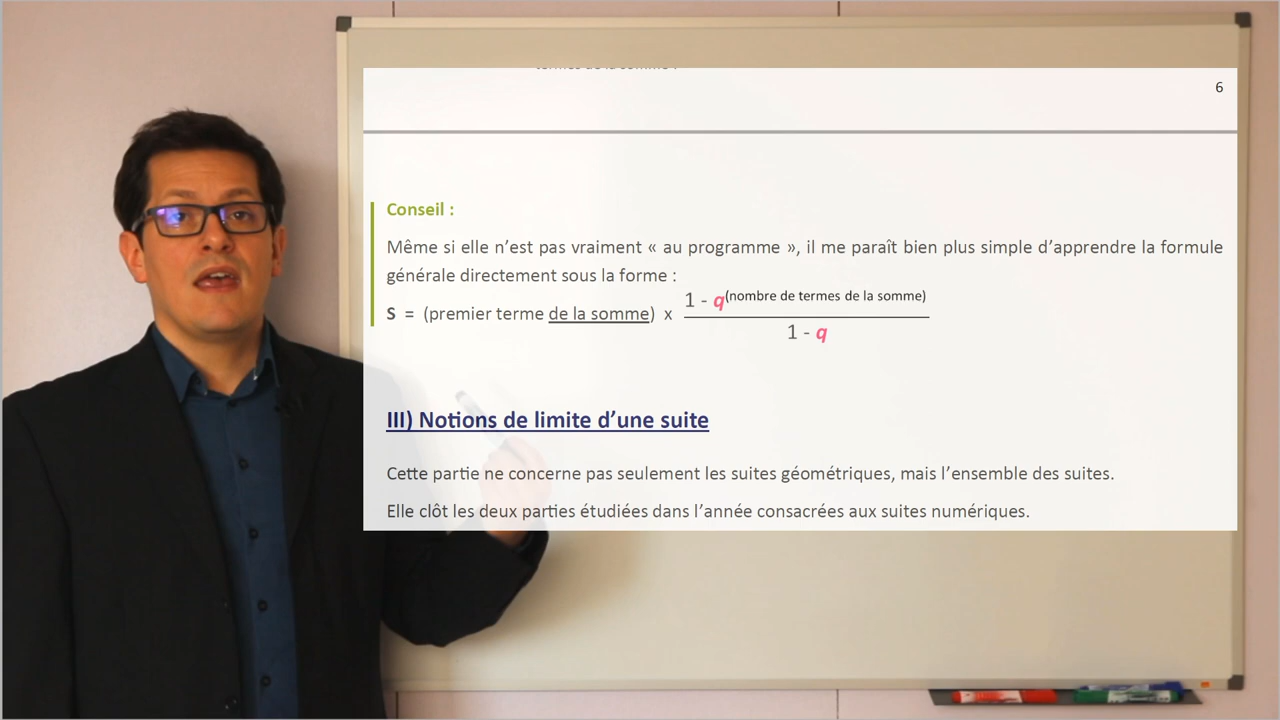 6
Conseil :
Même si elle n’est pas vraiment « au programme », il me paraît bien plus simple d’apprendre la formule
générale directement sous la forme :
S = (premier terme de la somme) x 1 - q(nombre de termes de la somme)
1 - q
III) Notions de limite d’une suite
Cette partie ne concerne pas seulement les suites géométriques, mais l’ensemble des suites.
Elle clôt les deux parties étudiées dans l’année consacrées aux suites numériques.